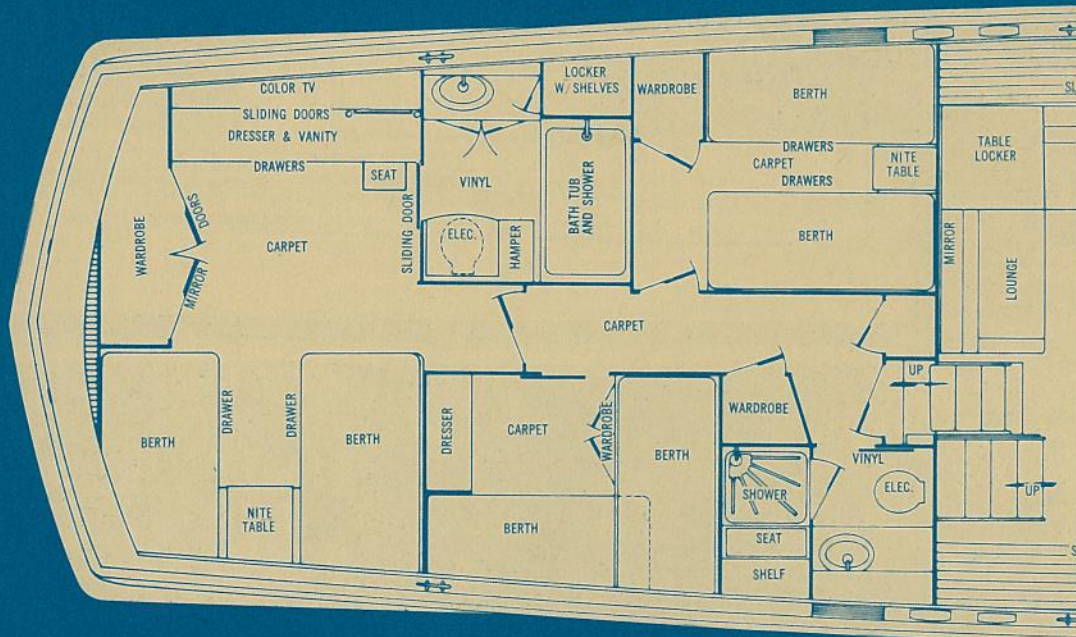 COLOR TV
SLIDING DOORS
DRESSER & VANITY
DRAWERS
SEAT
WARDROBE
DOORS
MIRROR
CARPET
SLIDING DOOR
VINYL
ELEC.
HAMPER
LOCKER
W/ SHELVES
BATH TUB
AND SHOWER
WARDROBE
BERTH
DRAWERS
CARPET
DRAWERS
NITE
TABLE
BERTH
TABLE
LOCKER
MIRROR
LOUNGE
CARPET
UP
BERTH
DRAWER
NITE
TABLE
DRAWER
BERTH
DRESSER
CARPET
WARDROBE
BERTH
BERTH
WARDROBE
SHOWER
SEAT
SHELF
VINYL
ELEC.
UP